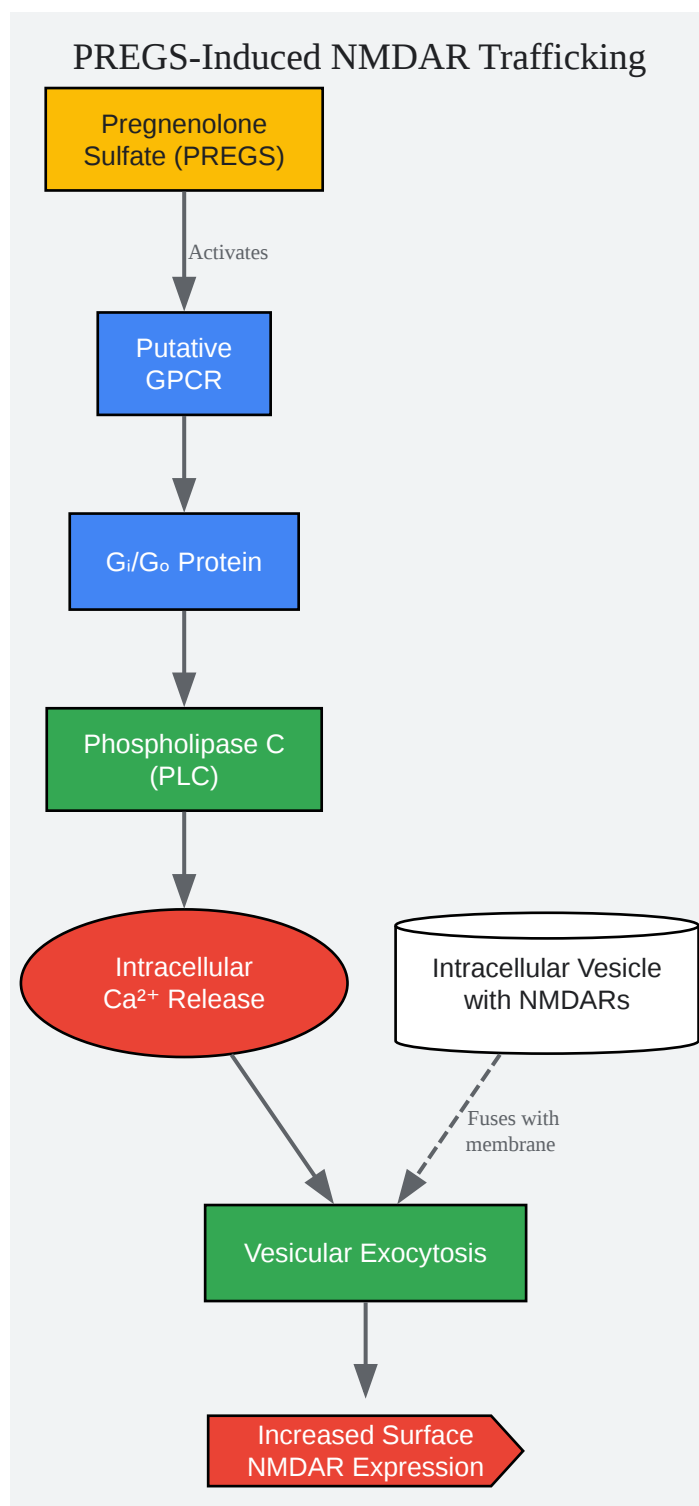 PREGS-Induced NMDAR Trafficking
Pregnenolone
Sulfate (PREGS)
Activates
Putative
GPCR
Gᵢ/Gₒ Protein
Phospholipase C
(PLC)
Intracellular
Ca²⁺ Release
Intracellular Vesicle
with NMDARs
Fuses with
membrane
Vesicular Exocytosis
Increased Surface
NMDAR Expression